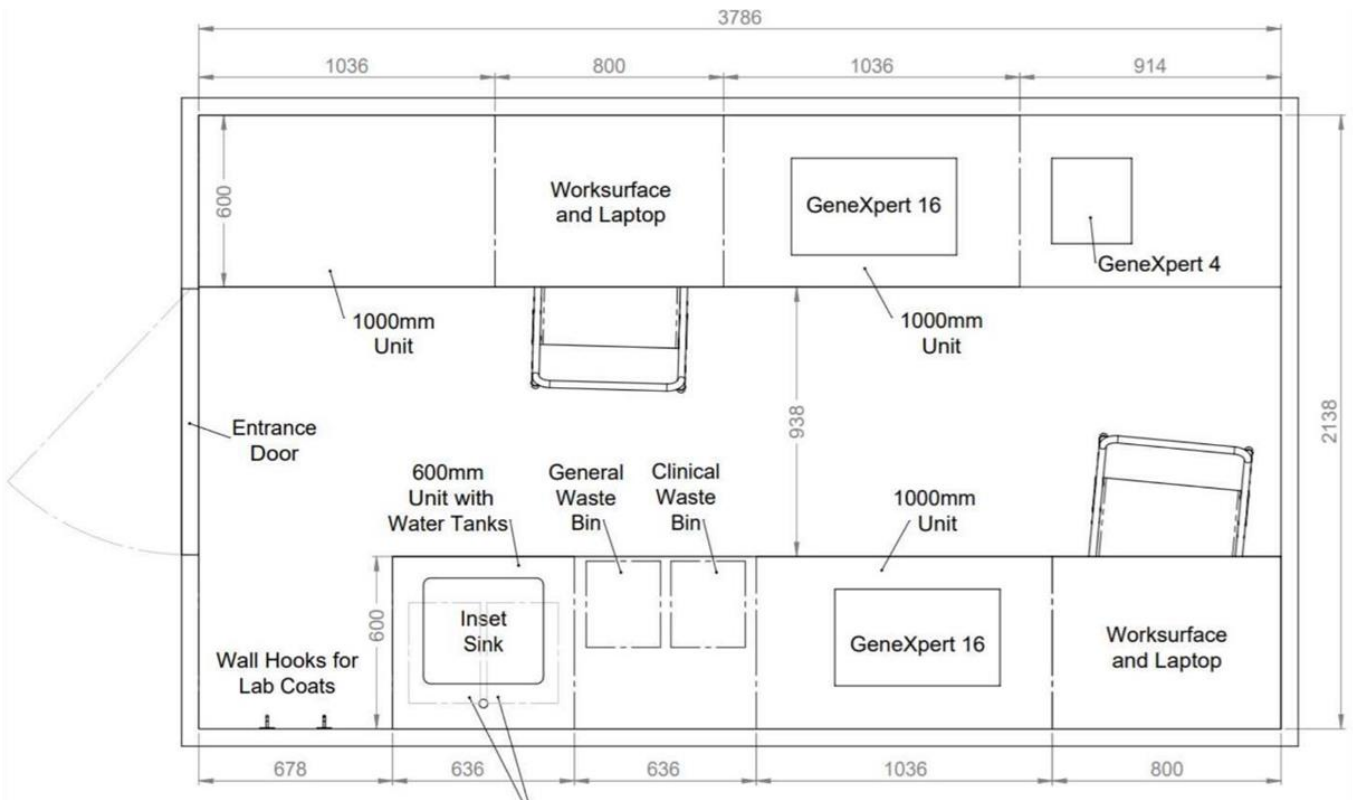 3786
1036
800
1036
914
600
Worksurface
and Laptop
GeneXpert 16
GeneXpert 4
1000mm
Unit
1000mm
Unit
938
2138
Entrance
Door
600mm
Unit with
Water Tanks
General
Waste
Bin
Clinical
Waste
Bin
1000mm
Unit
600
Inset
Sink
Wall Hooks for
Lab Coats
GeneXpert 16
Worksurface
and Laptop
678
636
636
1036
800